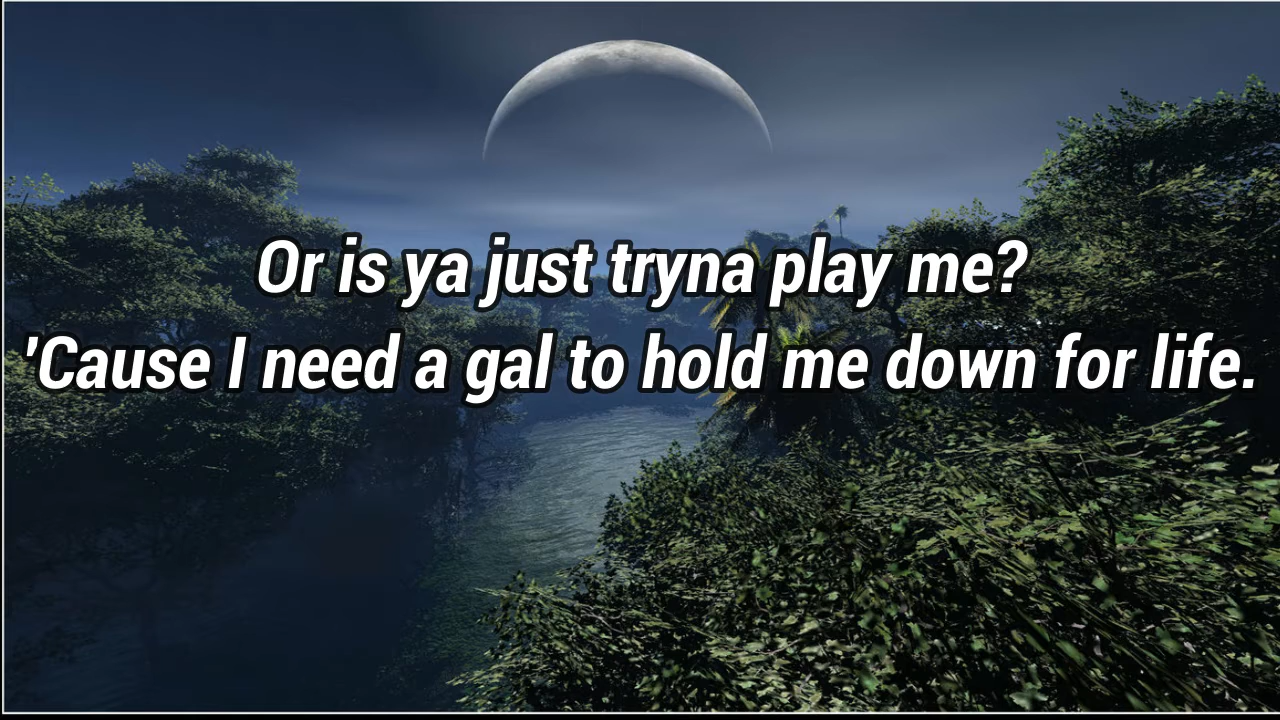 Or is ya just tryna play me?
'Cause I need a gal to hold me down for life.